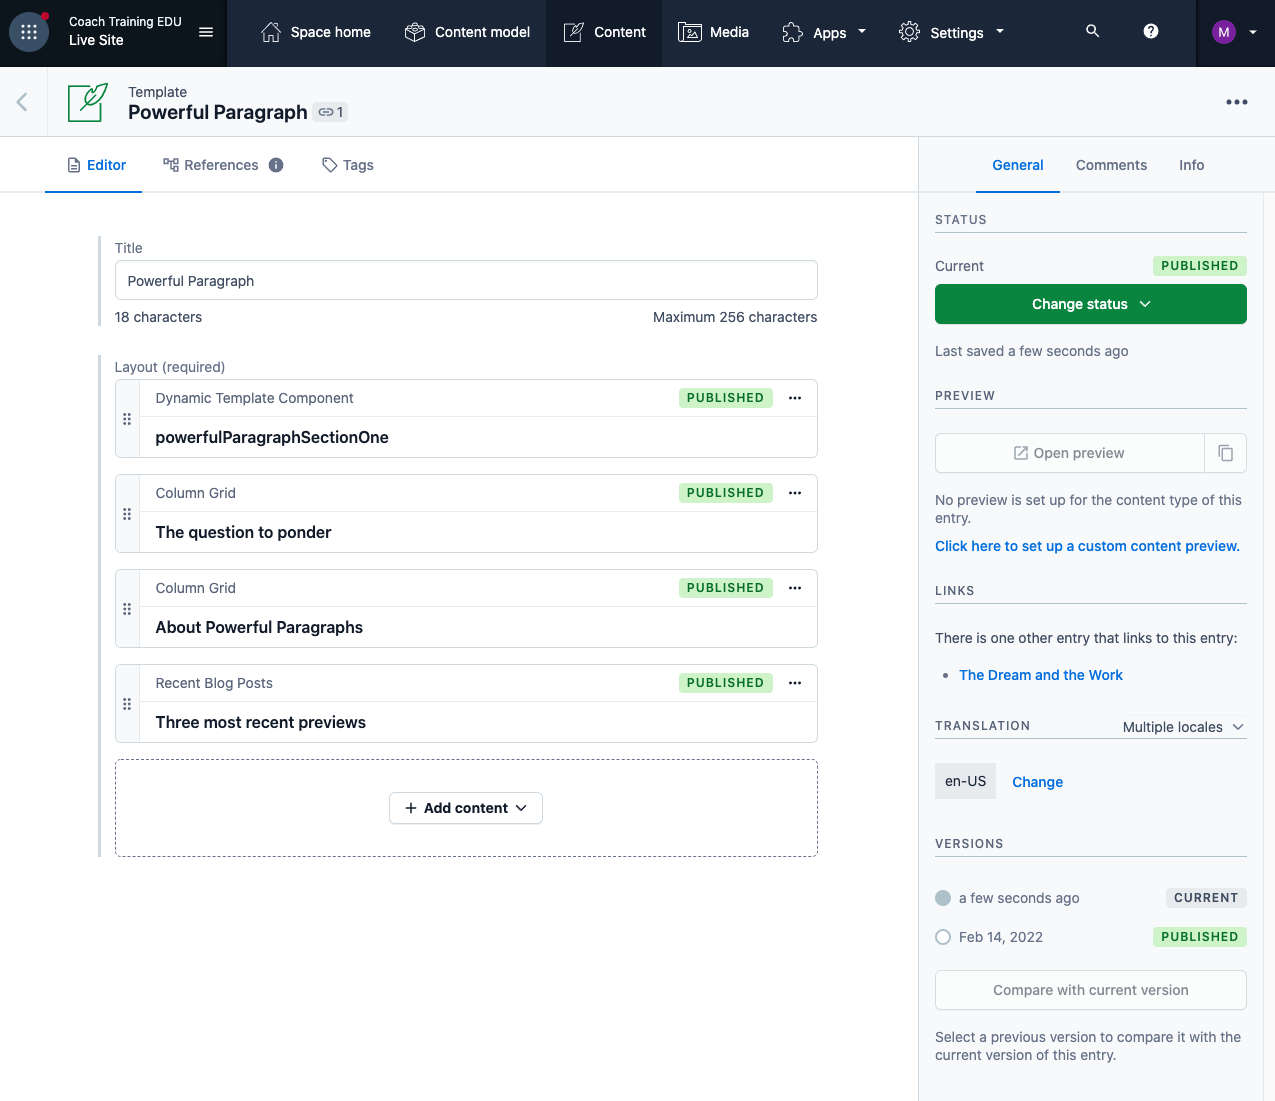 Coach Training EDU
Live Site
Space home
Content model
Content
Media
Apps
Settings
M
Template
Powerful Paragraph
1
Editor
References
Tags
General
Comments
Info
Title
Powerful Paragraph
18 characters
Maximum 256 characters
Layout (required)
Dynamic Template Component
PUBLISHED
powerfulParagraphSectionOne
Column Grid
PUBLISHED
The question to ponder
Column Grid
PUBLISHED
About Powerful Paragraphs
Recent Blog Posts
PUBLISHED
Three most recent previews
Add content
STATUS
Current
PUBLISHED
Change status
Last saved a few seconds ago
PREVIEW
Open preview
No preview is set up for the content type of this
entry.
Click here to set up a custom content preview.
LINKS
There is one other entry that links to this entry:
The Dream and the Work
TRANSLATION
Multiple locales
en-US
Change
VERSIONS
a few seconds ago
CURRENT
Feb 14, 2022
PUBLISHED
Compare with current version
Select a previous version to compare it with the
current version of this entry.